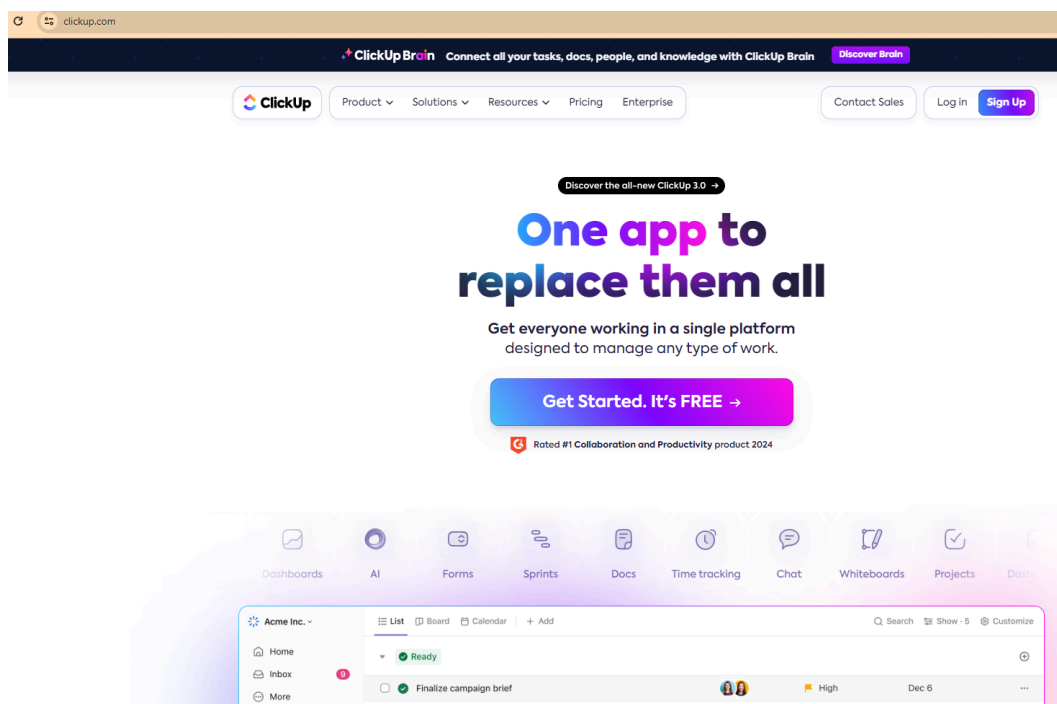 clickup.com
ClickUp Brain Connect all your tasks, docs, people, and knowledge with ClickUp Brain Discover Brain
ClickUp Product Solutions Resources Pricing Enterprise Contact Sales Log in Sign Up
Discover the all-new ClickUp 3.0 →
One app to
replace them all
Get everyone working in a single platform
designed to manage any type of work.
Get Started. It's FREE →
Rated #1 Collaboration and Productivity product 2024
Dashboards AI Forms Sprints Docs Time tracking Chat Whiteboards Projects
Acme Inc. List Board Calendar + Add Search Show · 5 Customize
Home Ready
Inbox 9
Finalize campaign brief High Dec 6
More